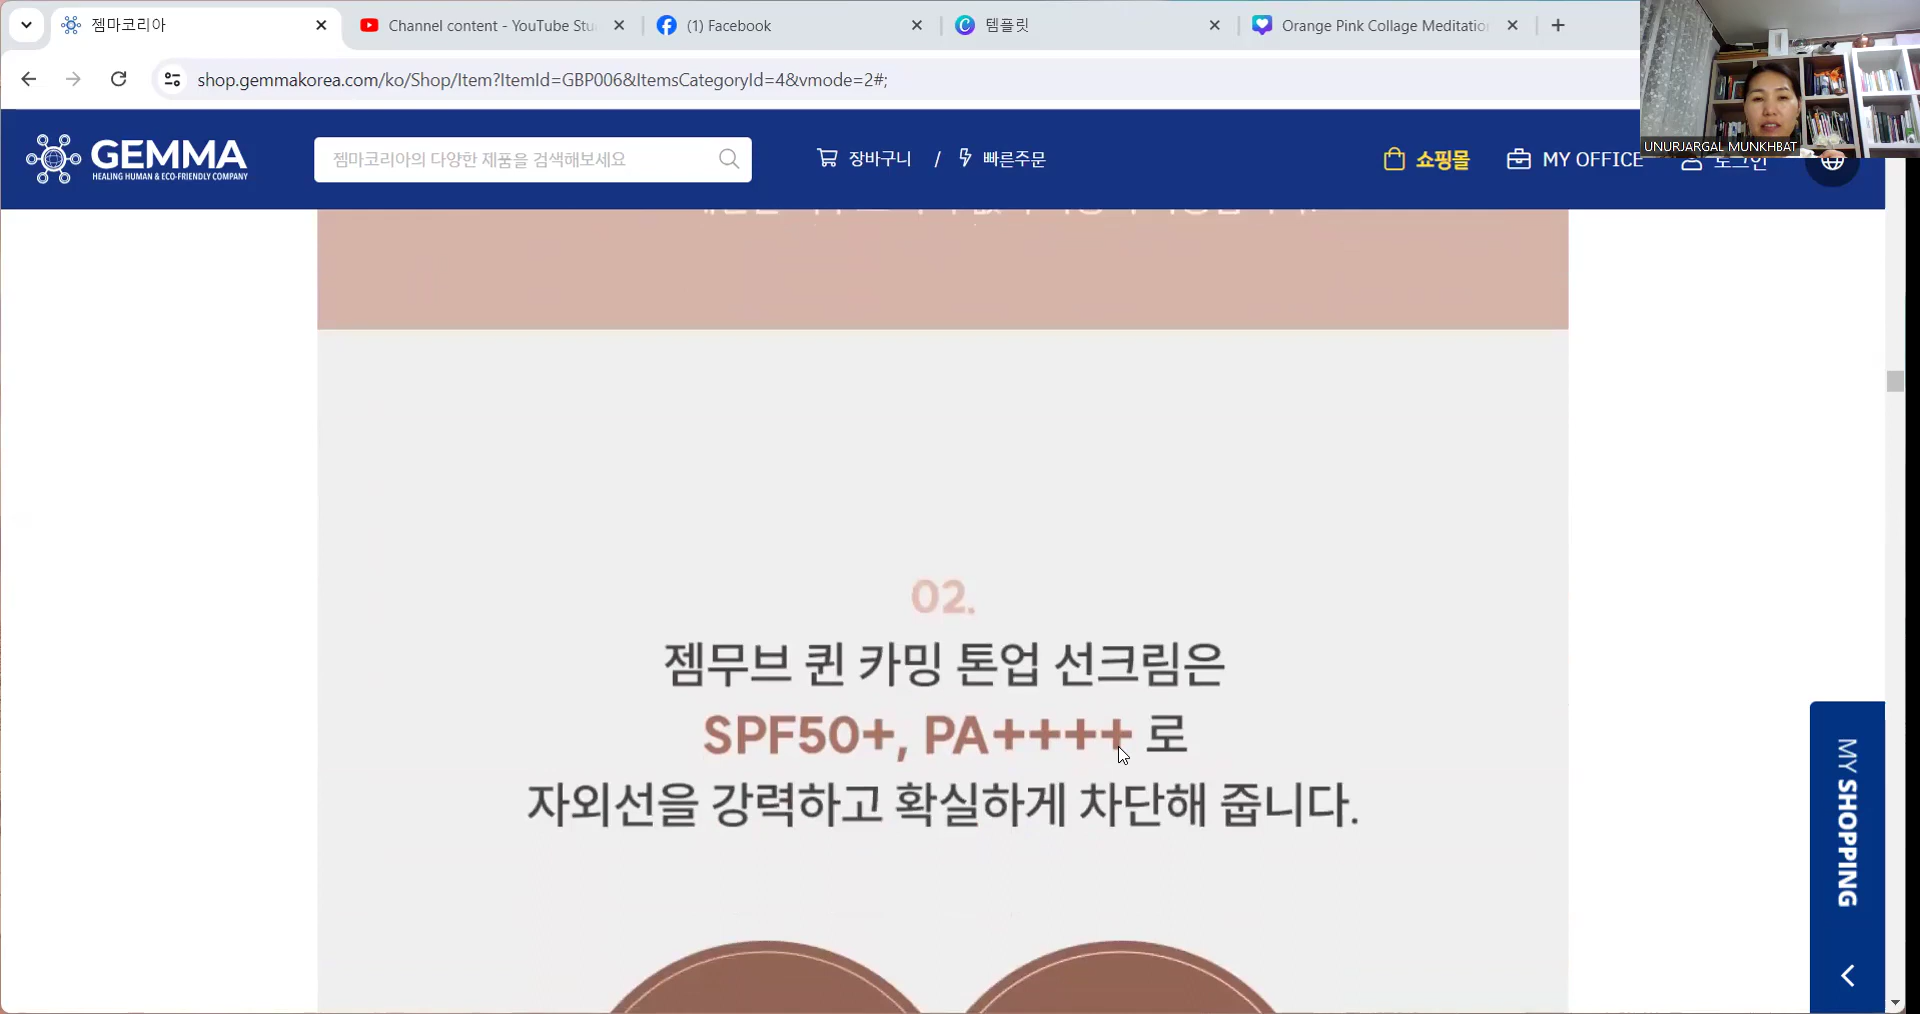 젬마코리아
Channel content - YouTube Stu
(1) Facebook
템플릿
Orange Pink Collage Meditation
shop.gemmakorea.com/ko/Shop/Item?ItemId=GBP006&ItemsCategoryId=4&vmode=2#;
UNURJARGAL MUNKHBAT
GEMMA
HEALING HUMAN & ECO-FRIENDLY COMPANY
젬마코리아의 다양한 제품을 검색해보세요
장바구니 / 빠른주문
쇼핑몰
MY OFFICE
로그인
02.
젬무브 퀸 카밍 톤업 선크림은
SPF50+, PA++++ 로
자외선을 강력하고 확실하게 차단해 줍니다.
MY SHOPPING